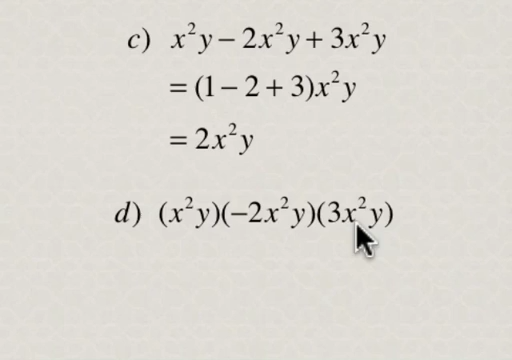 c) x²y – 2x²y + 3x²y
= (1 – 2 + 3)x²y
= 2x²y
d) (x²y)(–2x²y)(3x²y)